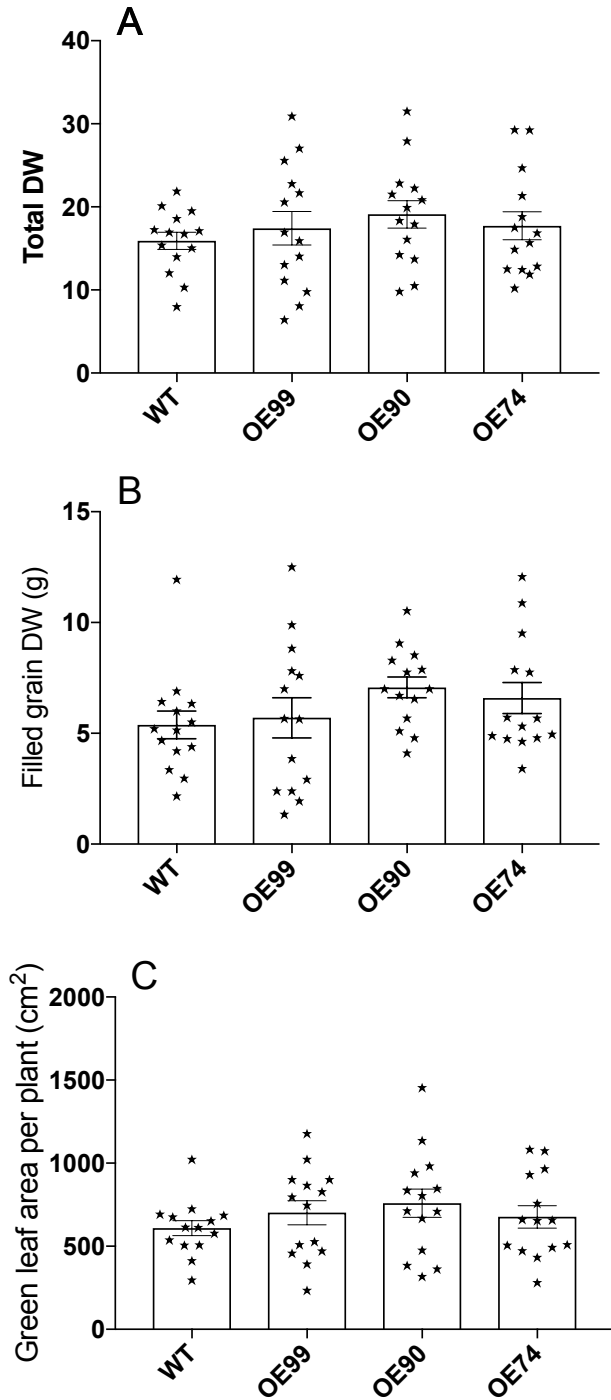 A
Total DW
40
30
20
10
0
WT
OE99
OE90
OE74
B
Filled grain DW (g)
15
10
5
0
WT
OE99
OE90
OE74
C
Green leaf area per plant (cm²)
2000
1500
1000
500
0
WT
OE99
OE90
OE74